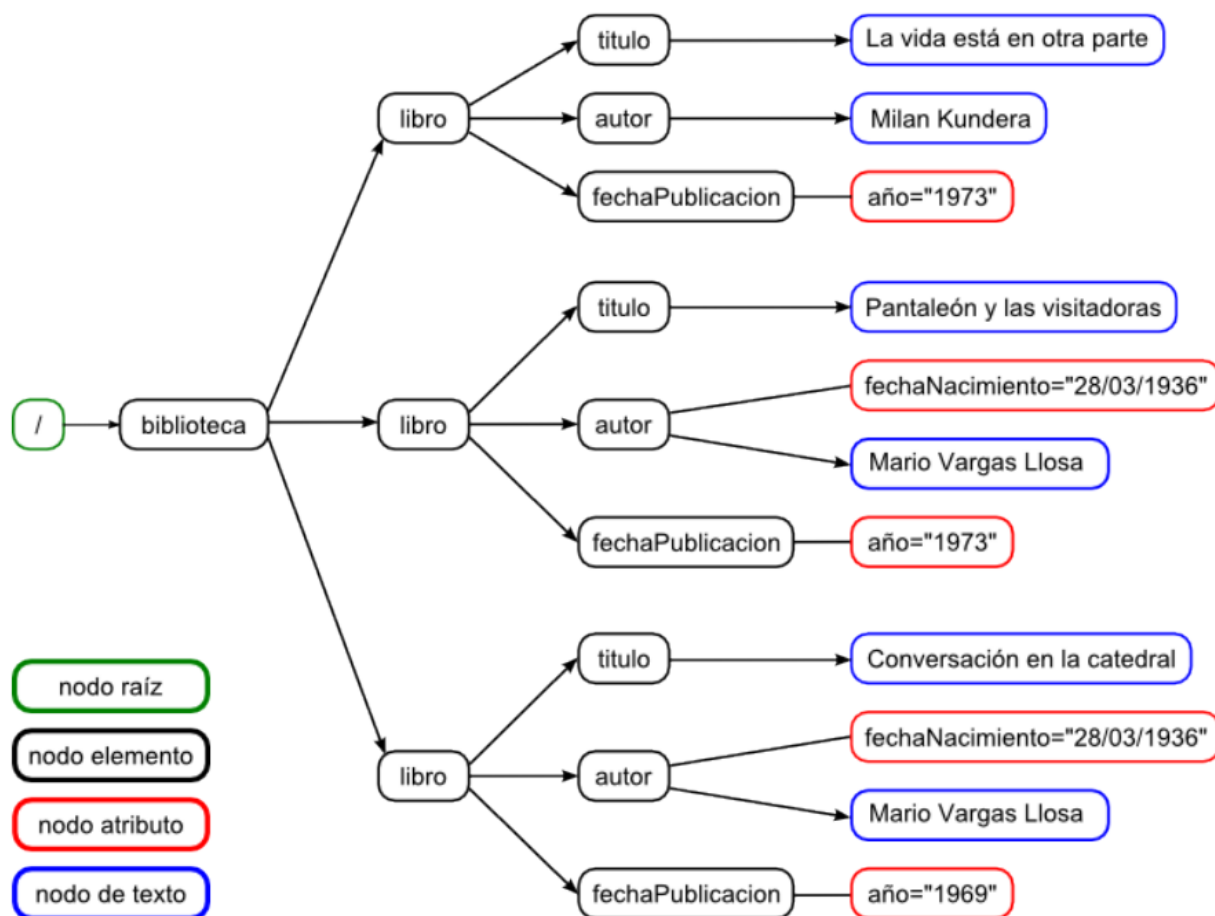 titulo
La vida está en otra parte
libro
autor
Milan Kundera
fechaPublicacion
año="1973"
titulo
Pantaleón y las visitadoras
fechaNacimiento="28/03/1936"
/
biblioteca
libro
autor
Mario Vargas Llosa
fechaPublicacion
año="1973"
titulo
Conversación en la catedral
fechaNacimiento="28/03/1936"
libro
autor
Mario Vargas Llosa
fechaPublicacion
año="1969"
nodo raíz
nodo elemento
nodo atributo
nodo de texto